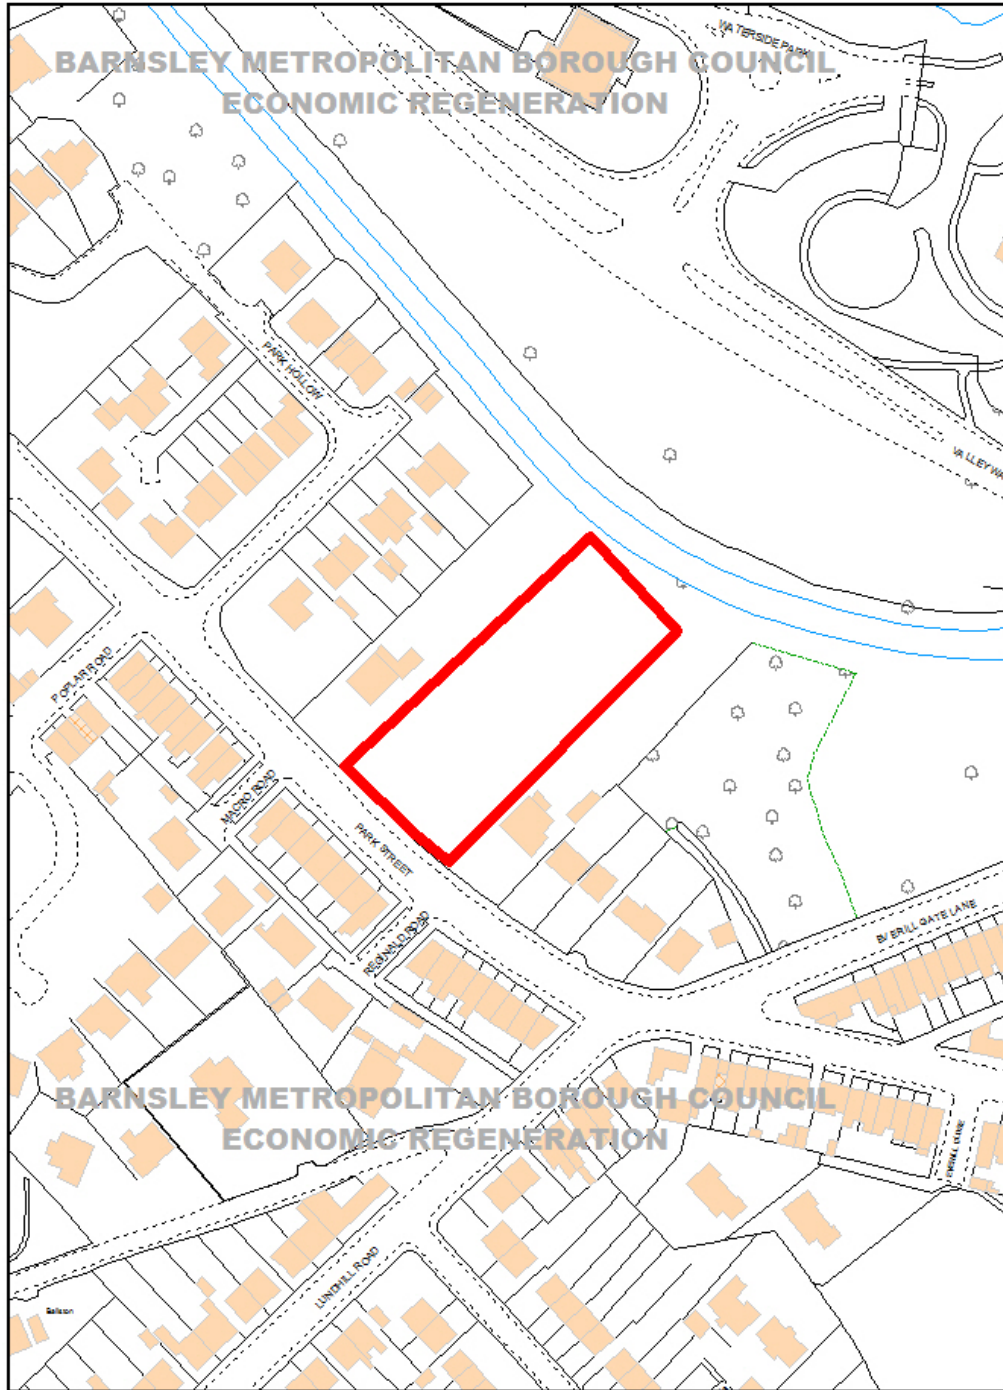 WATERSIDE PARK
BARNSLEY METROPOLITAN BOROUGH COUNCIL
ECONOMIC REGENERATION
PARK HOLLOW
VALLEY WA
POPLAR ROAD
MACRO ROAD
PARK STREET
REGINALD ROAD
EVERILL GATE LANE
BARNSLEY METROPOLITAN BOROUGH COUNCIL
ECONOMIC REGENERATION
LUNDHILL ROAD